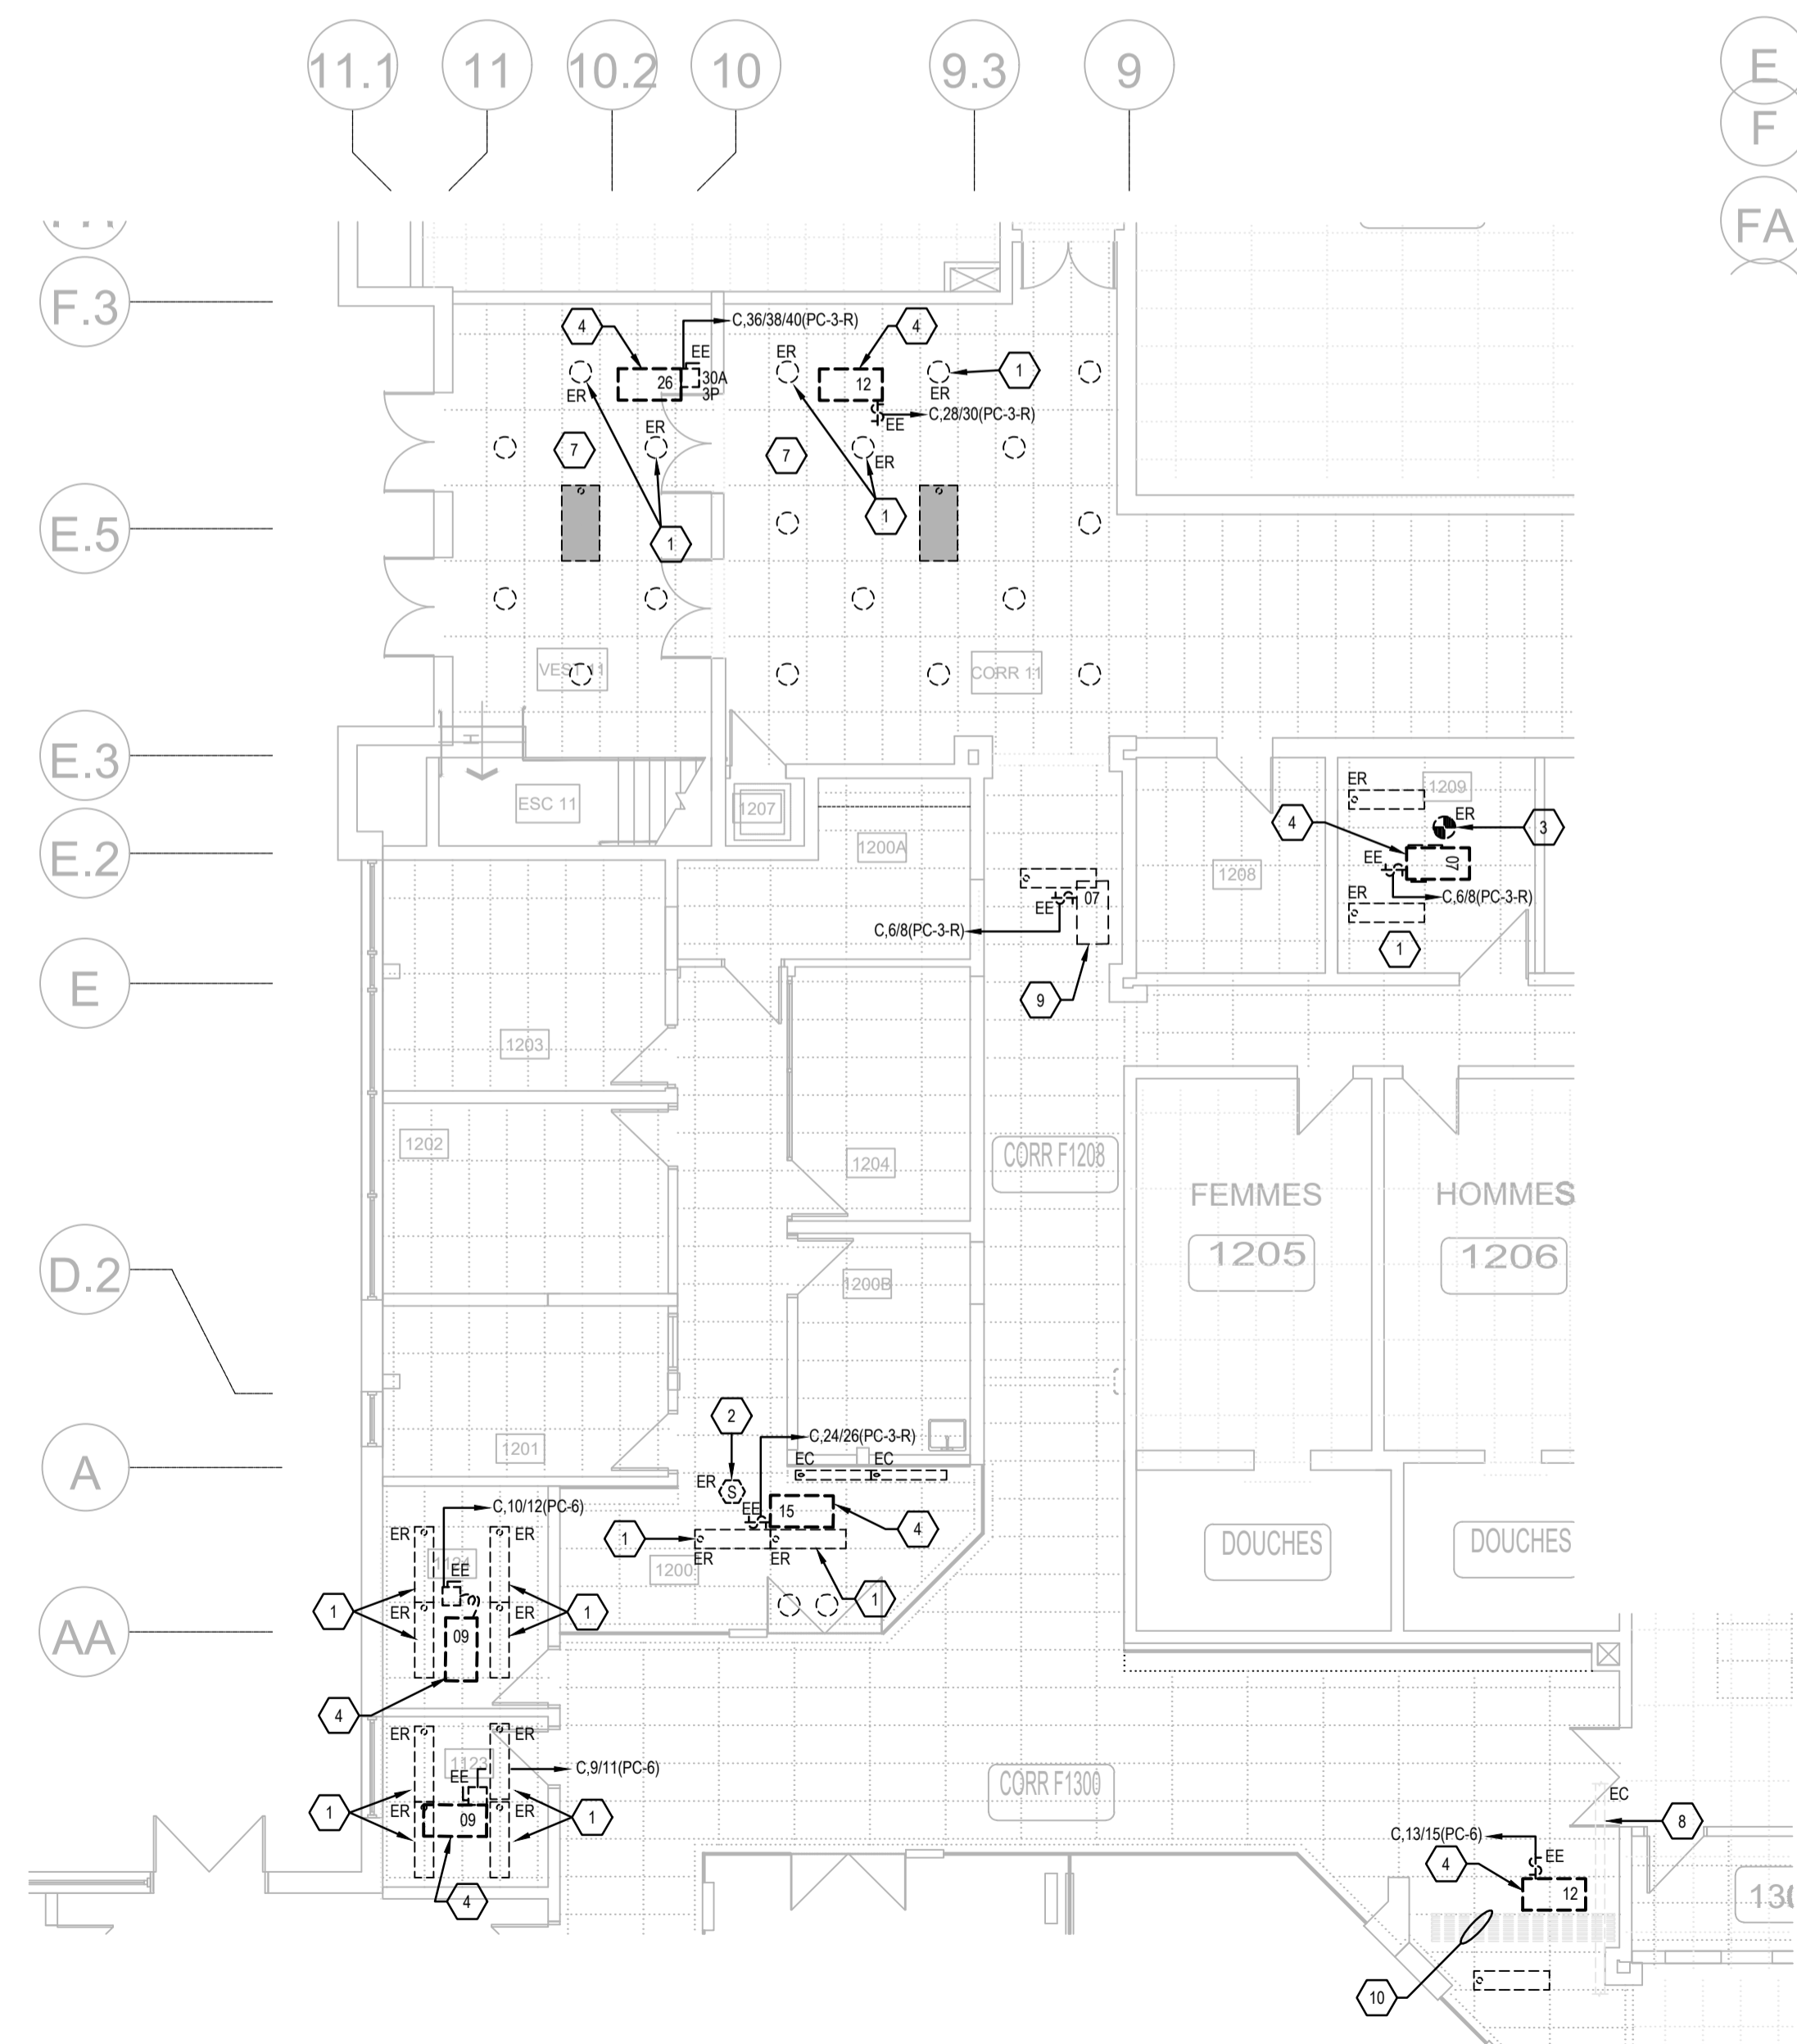 11.1 11 10.2 10 9.3 9 E
F
FA
F.3
4 C,36/38/40(PC-3-R) 4
EE ER
26 30A 12 1
3P
ER ER
C,28/30(PC-3-R)
EE
ER
7 7 ER
1
1
E.5
VEST 11 CORR 11
E.3
ESC 11 1207 1200A
ER 1209
4 ER 3
E.2
EE 07
1208
C,6/8(PC-3-R)
ER
EE 07
C,6/8(PC-3-R)
1
E
9
1203
1202
1204 CORR F1208
FEMMES HOMMES
1205 1206
D.2
1200B
2
C,24/26(PC-3-R)
A
1201
EC EC
ER S
C,10/12(PC-6)
EE 15 4
ER ER
1
ER ER
DOUCHES DOUCHES
1124
EE
1200
1 ER ER 1
1
AA
09
4
ER ER
1123
EE
C,9/11(PC-6)
CORR F1300
EC
1 ER 09 ER 1
8
C,13/15(PC-6)
EE
4
12
4
10